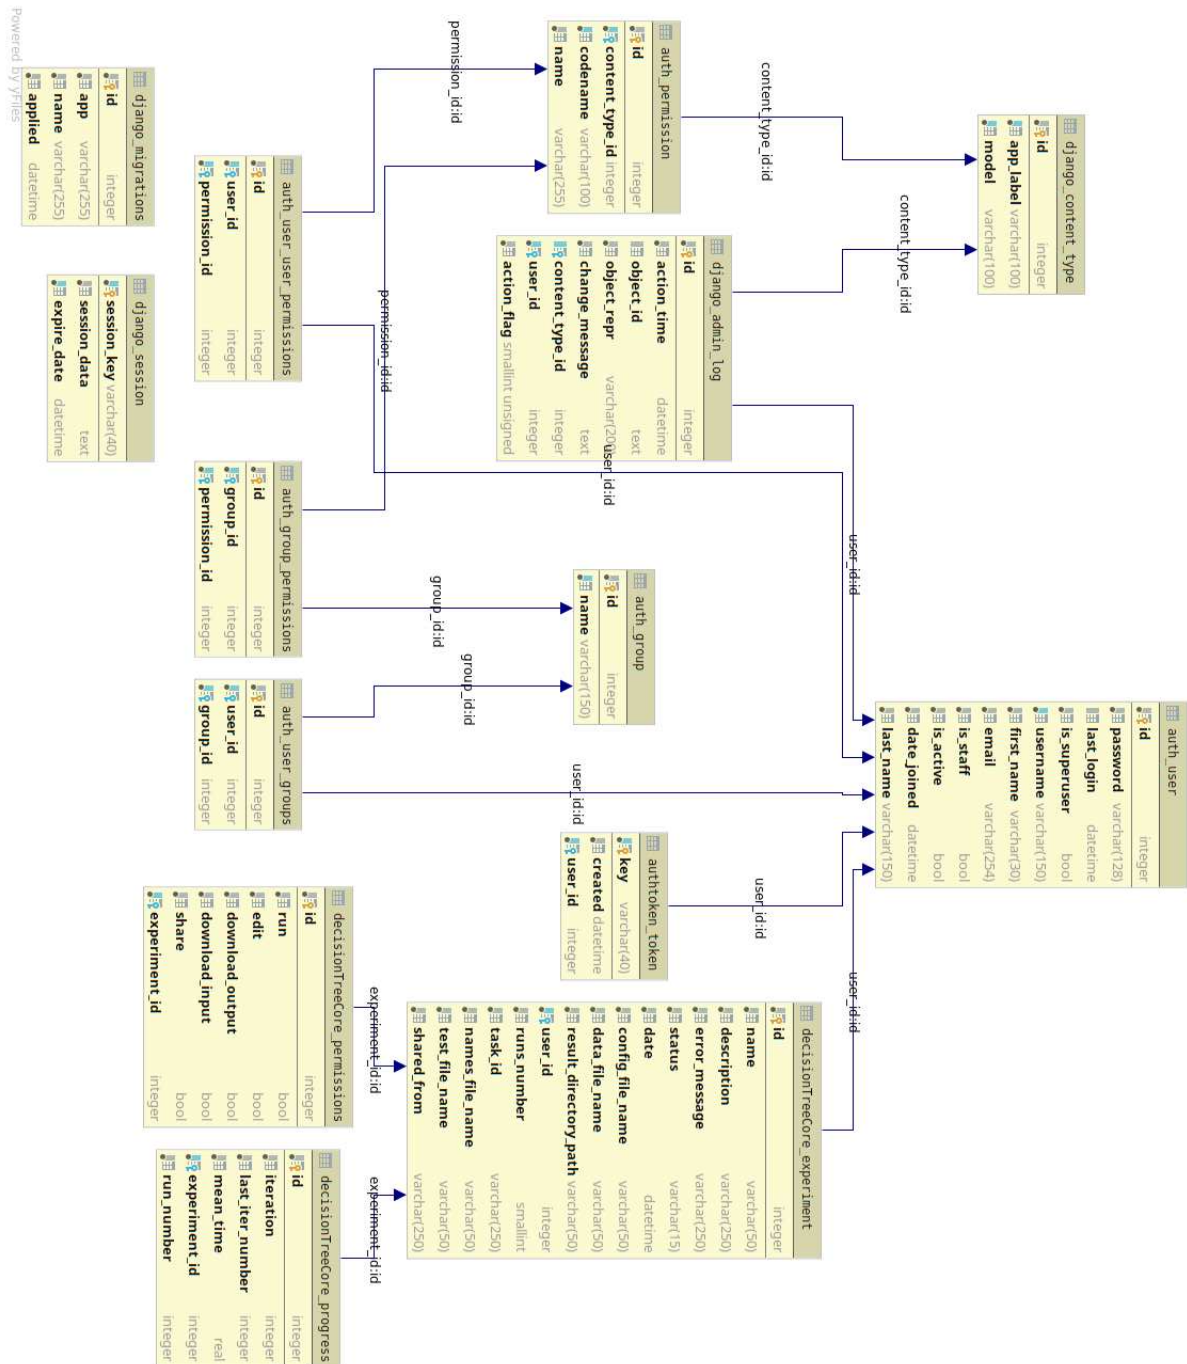 Powered by yFiles
django_content_type
id integer
app_label varchar(100)
model varchar(100)
auth_permission
id integer
content_type_id integer
codename varchar(100)
name varchar(255)
content_type_id:id
content_type_id:id
permission_id:id
django_admin_log
id integer
action_time datetime
object_id text
object_repr varchar(200)
change_message text
content_type_id integer
user_id integer
action_flag smallint unsigned
django_migrations
id integer
app varchar(255)
name varchar(255)
applied datetime
auth_user_user_permissions
id integer
user_id integer
permission_id integer
permission_id:id
django_session
session_key varchar(40)
session_data text
expire_date datetime
auth_group_permissions
id integer
group_id integer
permission_id integer
user_id:id
user_id:id
auth_group
id integer
name varchar(150)
group_id:id
group_id:id
auth_user_groups
id integer
user_id integer
group_id integer
user_id:id
auth_user
id integer
password varchar(128)
last_login datetime
is_superuser bool
username varchar(150)
first_name varchar(30)
email varchar(254)
is_staff bool
is_active bool
date_joined datetime
last_name varchar(150)
authtoken_token
key varchar(40)
created datetime
user_id integer
user_id:id
user_id:id
decisionTreeCore_permissions
id integer
run bool
edit bool
download_output bool
download_input bool
share bool
experiment_id integer
experiment_id:id
decisionTreeCore_experiment
id integer
name varchar(50)
description varchar(250)
error_message varchar(250)
status varchar(15)
date datetime
config_file_name varchar(50)
data_file_name varchar(50)
result_directory_path varchar(50)
user_id integer
runs_number smallint
task_id varchar(250)
names_file_name varchar(50)
test_file_name varchar(50)
shared_from varchar(250)
experiment_id:id
decisionTreeCore_progress
id integer
iteration integer
last_iter_number integer
mean_time real
experiment_id integer
run_number integer